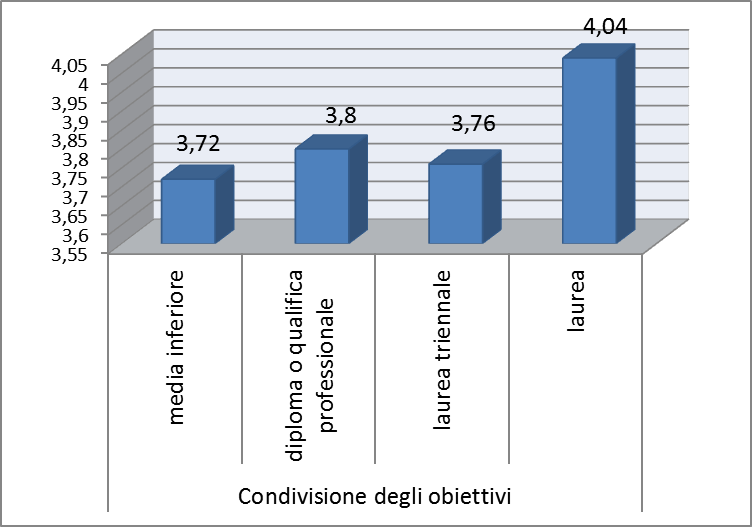 4,04
4,05
4
3,95
3,9
3,85
3,8
3,75
3,7
3,65
3,6
3,55
3,72
3,8
3,76
media inferiore
diploma o qualifica
professionale
laurea triennale
laurea
Condivisione degli obiettivi